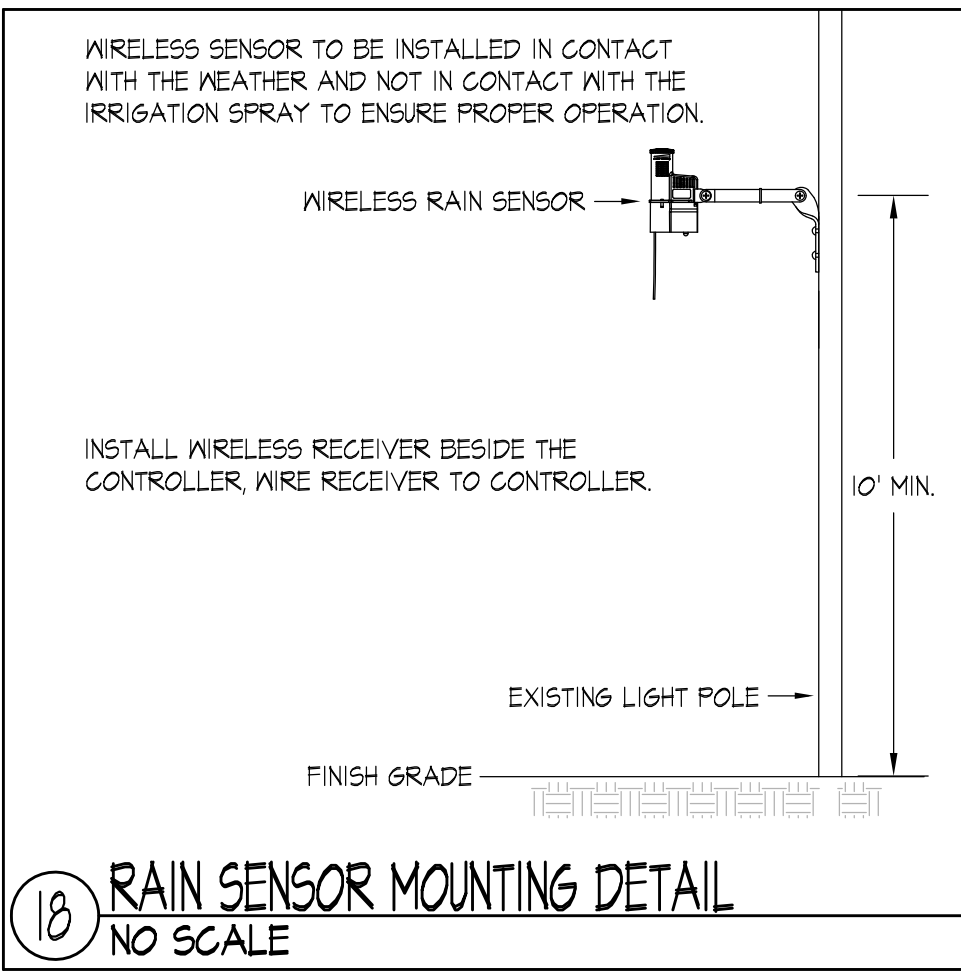 WIRELESS SENSOR TO BE INSTALLED IN CONTACT
WITH THE WEATHER AND NOT IN CONTACT WITH THE
IRRIGATION SPRAY TO ENSURE PROPER OPERATION.
WIRELESS RAIN SENSOR
INSTALL WIRELESS RECEIVER BESIDE THE
CONTROLLER, WIRE RECEIVER TO CONTROLLER.
10' MIN.
EXISTING LIGHT POLE
FINISH GRADE
18
RAIN SENSOR MOUNTING DETAIL
NO SCALE